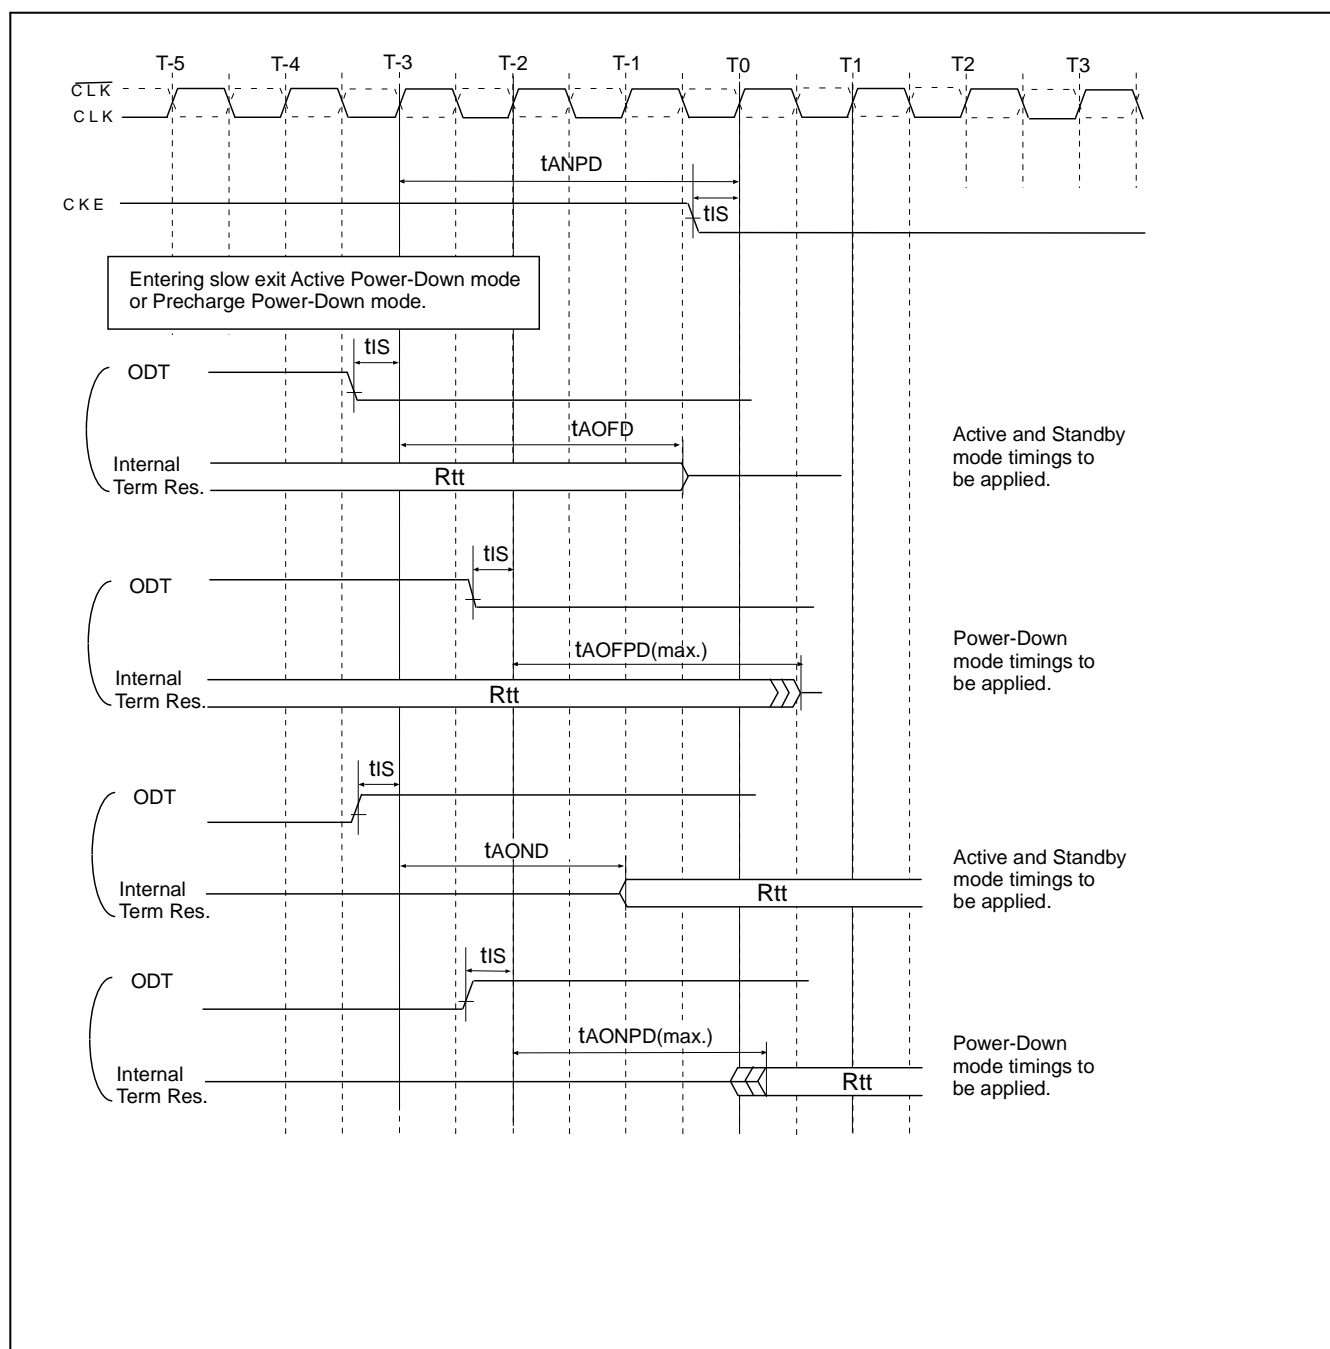 T-5 T-4 T-3 T-2 T-1 T0 T1 T2 T3
CLK
CLK
tANPD
CKE
tIS
Entering slow exit Active Power-Down mode
or Precharge Power-Down mode.
tIS
ODT
tAOFD
Active and Standby
mode timings to
be applied.
Internal
Term Res.
Rtt
tIS
ODT
tAOFPD(max.)
Power-Down
mode timings to
be applied.
Internal
Term Res.
Rtt
tIS
ODT
tAOND
Active and Standby
mode timings to
be applied.
Internal
Term Res.
Rtt
tIS
ODT
tAONPD(max.)
Power-Down
mode timings to
be applied.
Internal
Term Res.
Rtt